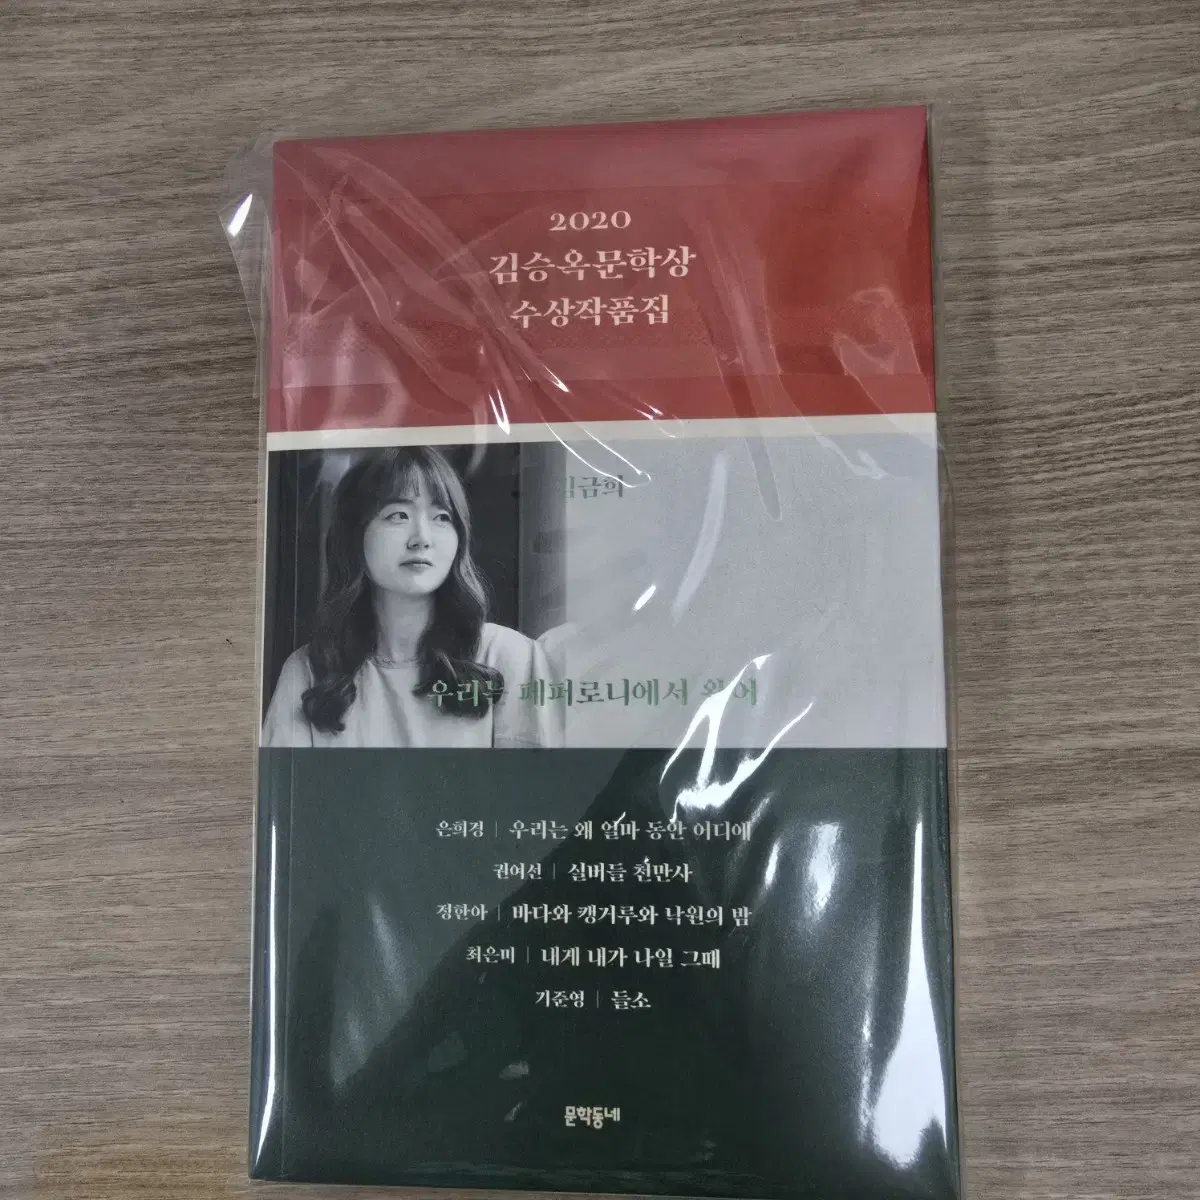 2020
김승옥문학상
수상작품집
김금희
우리는 페퍼로니에서 왔어
은희경 | 우리는 왜 얼마 동안 어디에
권여선 | 실버들 천만사
정한아 | 바다와 캥거루와 낙원의 밤
최은미 | 내게 내가 나일 그때
기준영 | 들소
문학동네